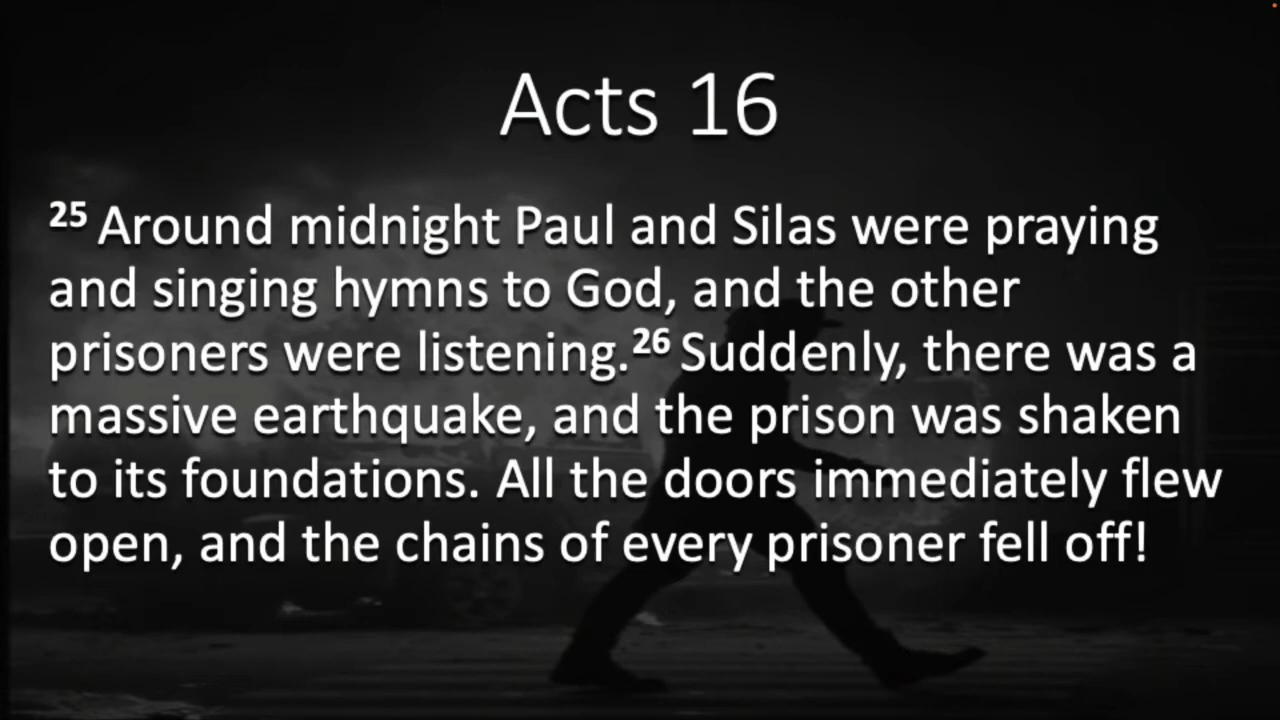 Acts 16
25 Around midnight Paul and Silas were praying
and singing hymns to God, and the other
prisoners were listening.26 Suddenly, there was a
massive earthquake, and the prison was shaken
to its foundations. All the doors immediately flew
open, and the chains of every prisoner fell off!